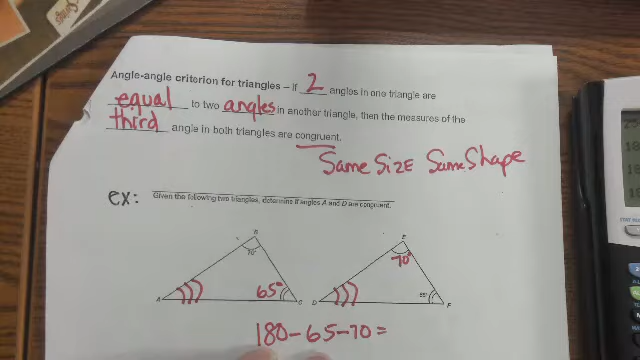 Angle-angle criterion for triangles – If 2 angles in one triangle are
equal to two angles in another triangle, then the measures of the
third angle in both triangles are congruent.
Same Size Same Shape
ex: Given the following two triangles, determine if angles A and D are congruent.
B E
70° 70°
65° 65°
A C D F
180-65-70=